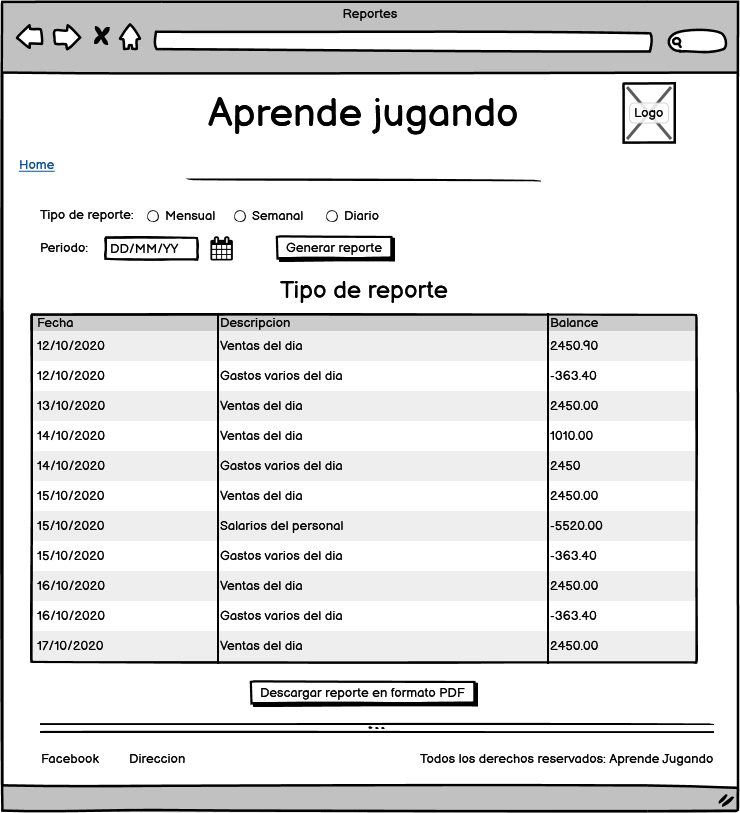 Reportes
Aprende jugando
Logo
Home
Tipo de reporte: Mensual Semanal Diario
Periodo: DD/MM/YY Generar reporte
Tipo de reporte
Fecha Descripcion Balance
12/10/2020 Ventas del dia 2450.90
12/10/2020 Gastos varios del dia -363.40
13/10/2020 Ventas del dia 2450.00
14/10/2020 Ventas del dia 1010.00
14/10/2020 Gastos varios del dia 2450
15/10/2020 Ventas del dia 2450.00
15/10/2020 Salarios del personal -5520.00
15/10/2020 Gastos varios del dia -363.40
16/10/2020 Ventas del dia 2450.00
16/10/2020 Gastos varios del dia -363.40
17/10/2020 Ventas del dia 2450.00
Descargar reporte en formato PDF
Facebook Direccion Todos los derechos reservados: Aprende Jugando